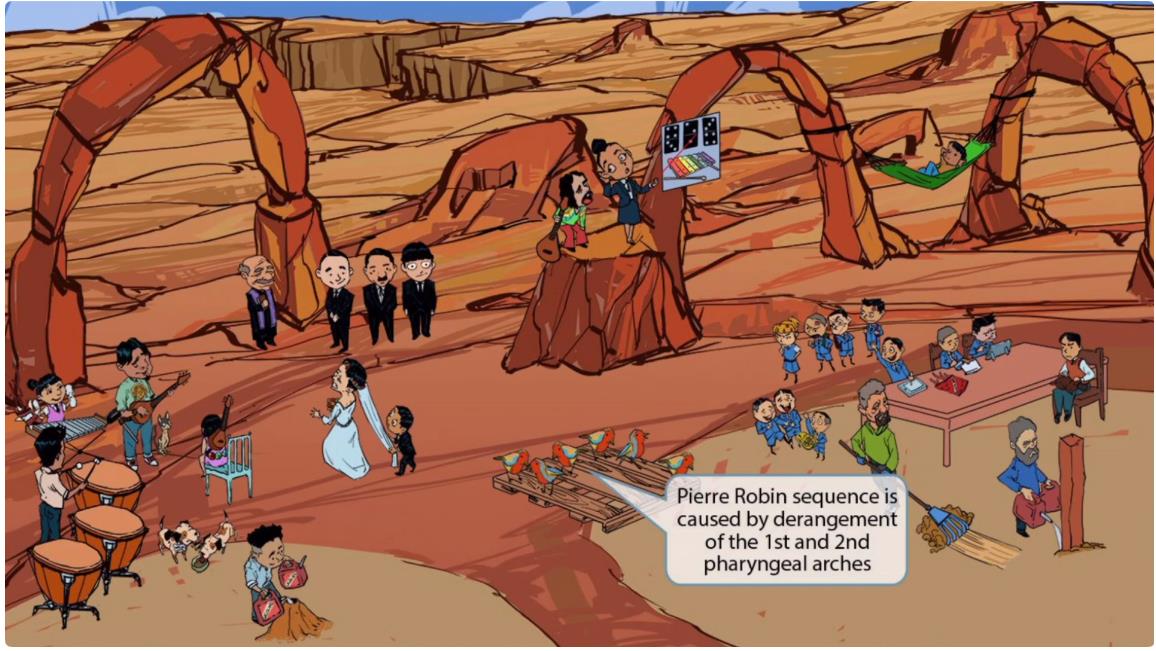 Pierre Robin sequence is
caused by derangement
of the 1st and 2nd
pharyngeal arches